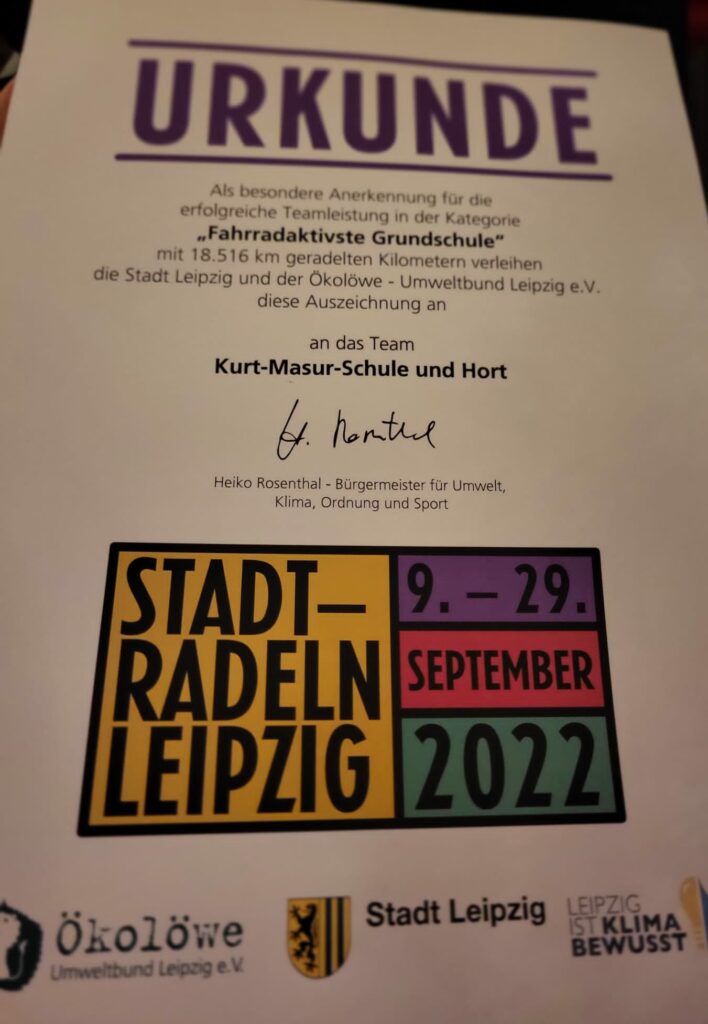 URKUNDE
Als besondere Anerkennung für die
erfolgreiche Teamleistung in der Kategorie
„Fahrradaktivste Grundschule“
mit 18.516 km geradelten Kilometern verleihen
die Stadt Leipzig und der Ökolöwe - Umweltbund Leipzig e.V.
diese Auszeichnung an
an das Team
Kurt-Masur-Schule und Hort
H. Rosenthal
Heiko Rosenthal - Bürgermeister für Umwelt,
Klima, Ordnung und Sport
STADT–
RADELN
LEIPZIG
9. – 29.
SEPTEMBER
2022
Ökolöwe
Umweltbund Leipzig e.V.
Stadt Leipzig
LEIPZIG
IST KLIMA
BEWUSST